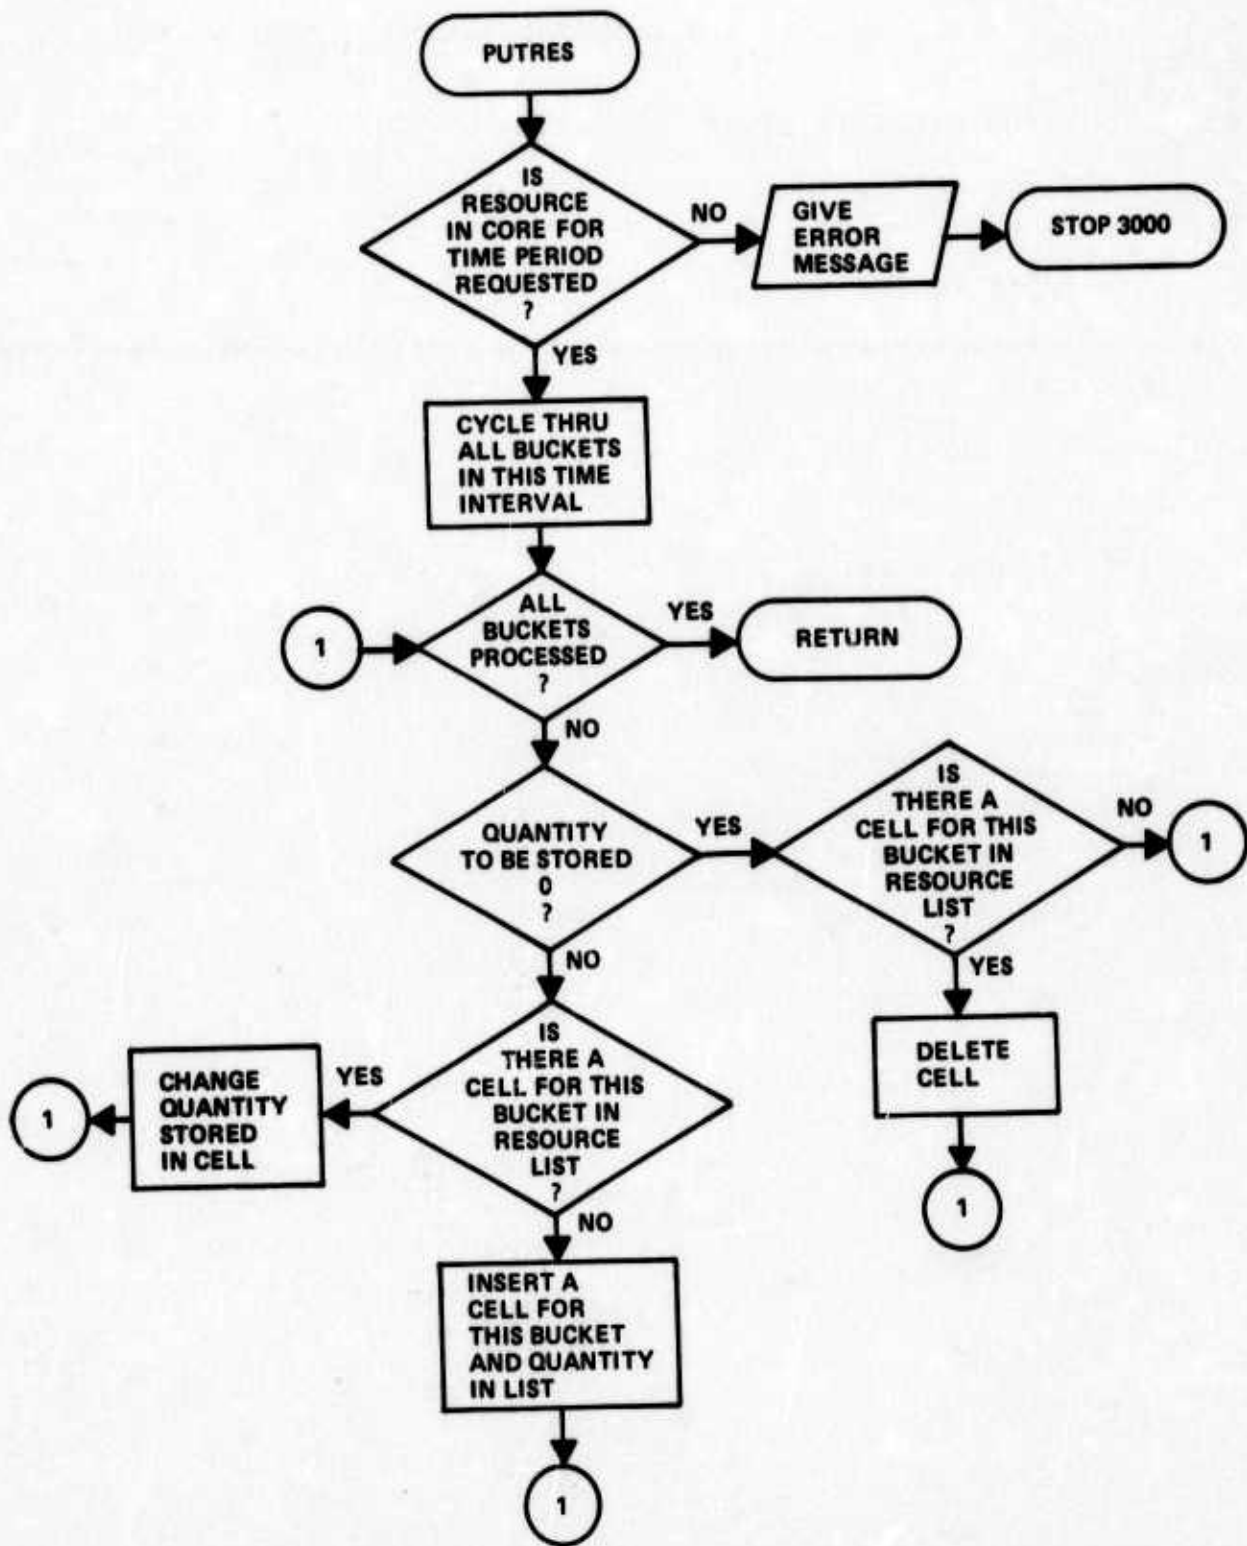 PUTRES
IS
RESOURCE
IN CORE FOR
TIME PERIOD
REQUESTED
?
NO
GIVE
ERROR
MESSAGE
STOP 3000
YES
CYCLE THRU
ALL BUCKETS
IN THIS TIME
INTERVAL
1
ALL
BUCKETS
PROCESSED
?
YES
RETURN
NO
QUANTITY
TO BE STORED
0
?
YES
IS
THERE A
CELL FOR THIS
BUCKET IN
RESOURCE
LIST
?
NO
1
YES
DELETE
CELL
1
NO
IS
THERE A
CELL FOR THIS
BUCKET IN
RESOURCE
LIST
?
YES
CHANGE
QUANTITY
STORED
IN CELL
1
NO
INSERT A
CELL FOR
THIS BUCKET
AND QUANTITY
IN LIST
1